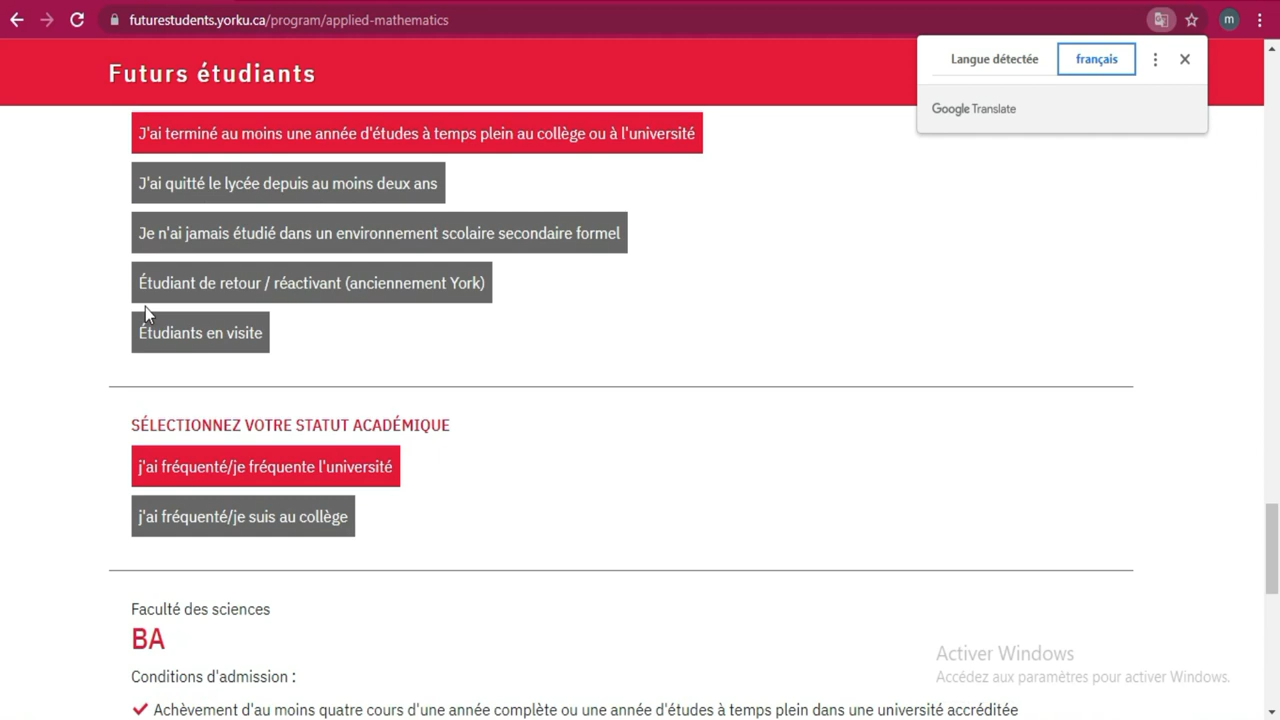 futurestudents.yorku.ca/program/applied-mathematics
m
Langue détectée
français
Google Translate
Futurs étudiants
J'ai terminé au moins une année d'études à temps plein au collège ou à l'université
J'ai quitté le lycée depuis au moins deux ans
Je n'ai jamais étudié dans un environnement scolaire secondaire formel
Étudiant de retour / réactivant (anciennement York)
Étudiants en visite
SÉLECTIONNEZ VOTRE STATUT ACADÉMIQUE
j'ai fréquenté/je fréquente l'université
j'ai fréquenté/je suis au collège
Faculté des sciences
BA
Conditions d'admission :
Achèvement d'au moins quatre cours d'une année complète ou une année d'études à temps plein dans une université accréditée
Activer Windows
Accédez aux paramètres pour activer Windows.